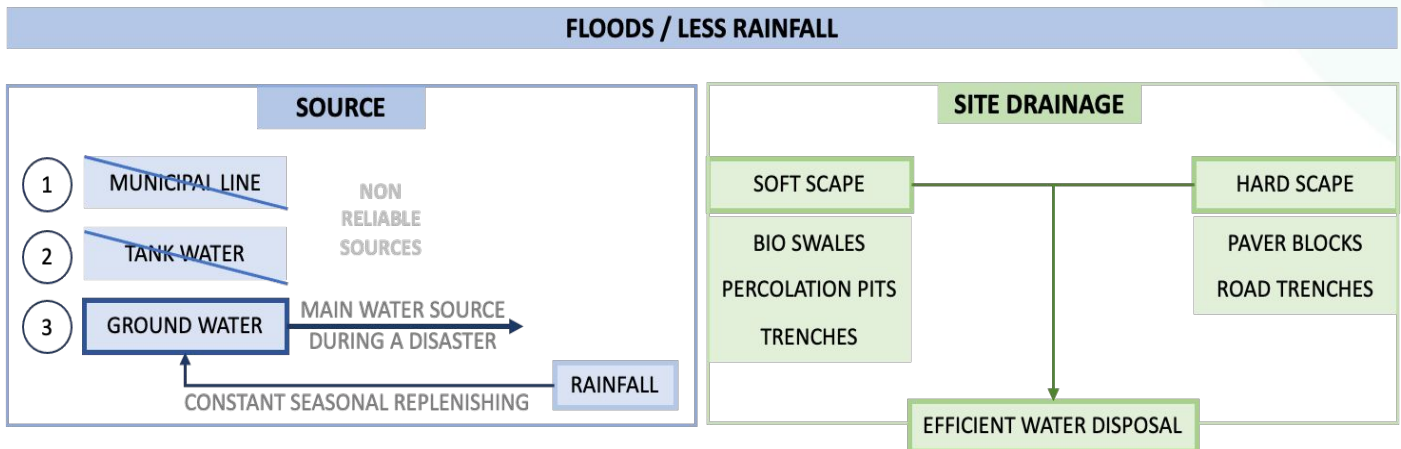 FLOODS / LESS RAINFALL
SOURCE
1
MUNICIPAL LINE
2
TANK WATER
NON
RELIABLE
SOURCES
3
GROUND WATER
MAIN WATER SOURCE
DURING A DISASTER
RAINFALL
CONSTANT SEASONAL REPLENISHING
SITE DRAINAGE
SOFT SCAPE
BIO SWALES
PERCOLATION PITS
TRENCHES
HARD SCAPE
PAVER BLOCKS
ROAD TRENCHES
EFFICIENT WATER DISPOSAL